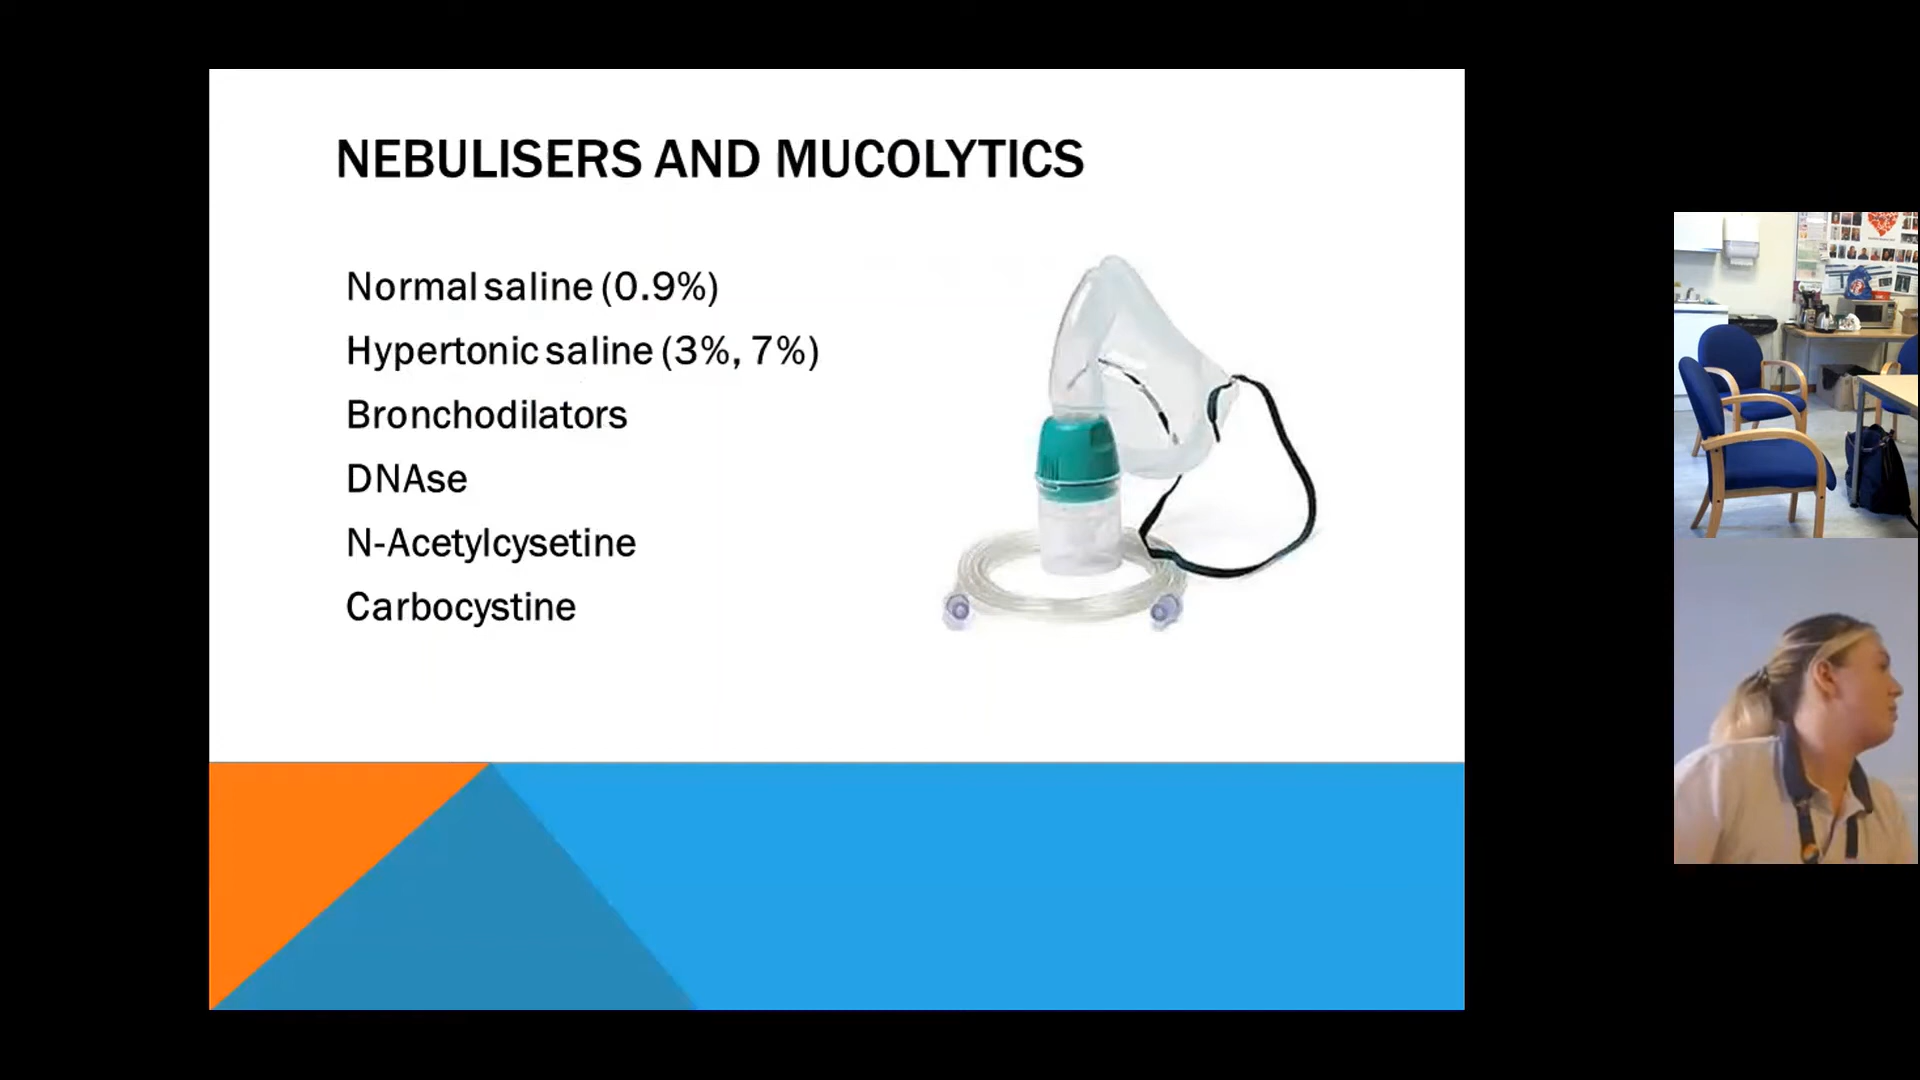 NEBULISERS AND MUCOLYTICS
Normal saline (0.9%)
Hypertonic saline (3%, 7%)
Bronchodilators
DNAse
N-Acetylcysetine
Carbocystine